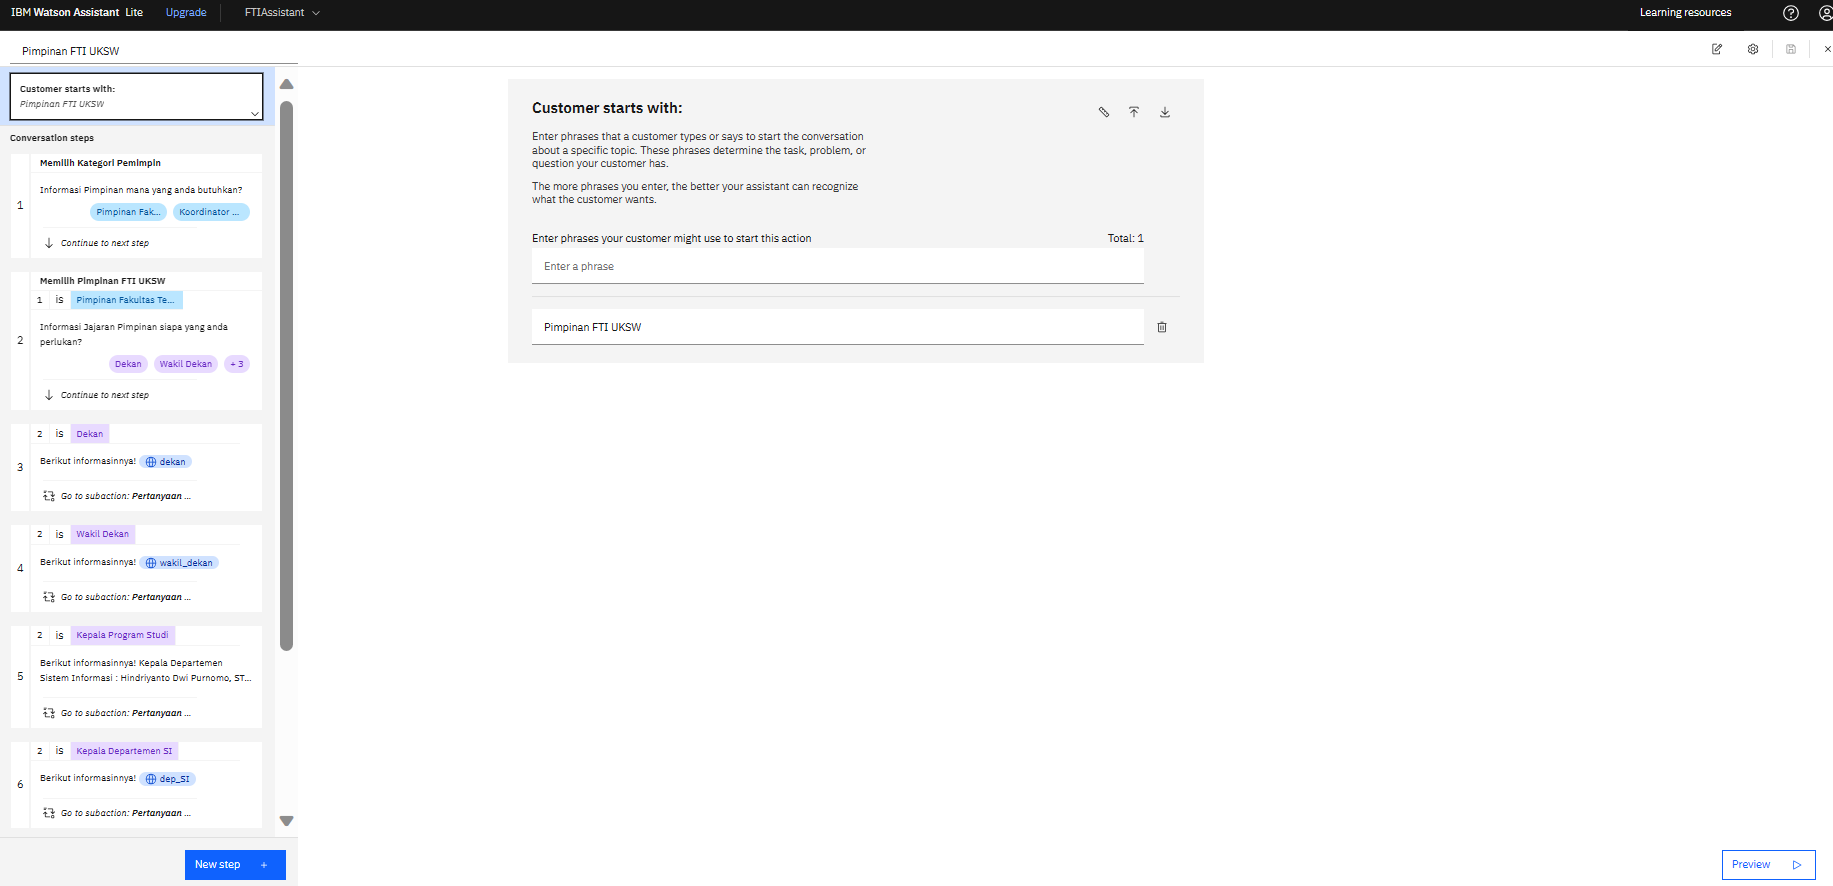 IBM Watson Assistant Lite
Upgrade
FTIAssistant
Learning resources
Pimpinan FTI UKSW
Customer starts with:
Pimpinan FTI UKSW
Conversation steps
1
Memilih Kategori Pemimpin
Informasi Pimpinan mana yang anda butuhkan?
Pimpinan Fak...
Koordinator ...
Continue to next step
2
Memilih Pimpinan FTI UKSW
1 is Pimpinan Fakultas Te...
Informasi Jajaran Pimpinan siapa yang anda
perlukan?
Dekan
Wakil Dekan
+ 3
Continue to next step
3
2 is Dekan
Berikut informasinnya! dekan
Go to subaction: Pertanyaan ...
4
2 is Wakil Dekan
Berikut informasinnya! wakil_dekan
Go to subaction: Pertanyaan ...
5
2 is Kepala Program Studi
Berikut informasinnya! Kepala Departemen
Sistem Informasi : Hindriyanto Dwi Purnomo, ST...
Go to subaction: Pertanyaan ...
6
2 is Kepala Departemen SI
Berikut informasinnya! dep_SI
Go to subaction: Pertanyaan ...
New step +
Customer starts with:
Enter phrases that a customer types or says to start the conversation
about a specific topic. These phrases determine the task, problem, or
question your customer has.
The more phrases you enter, the better your assistant can recognize
what the customer wants.
Enter phrases your customer might use to start this action
Total: 1
Enter a phrase
Pimpinan FTI UKSW
Preview